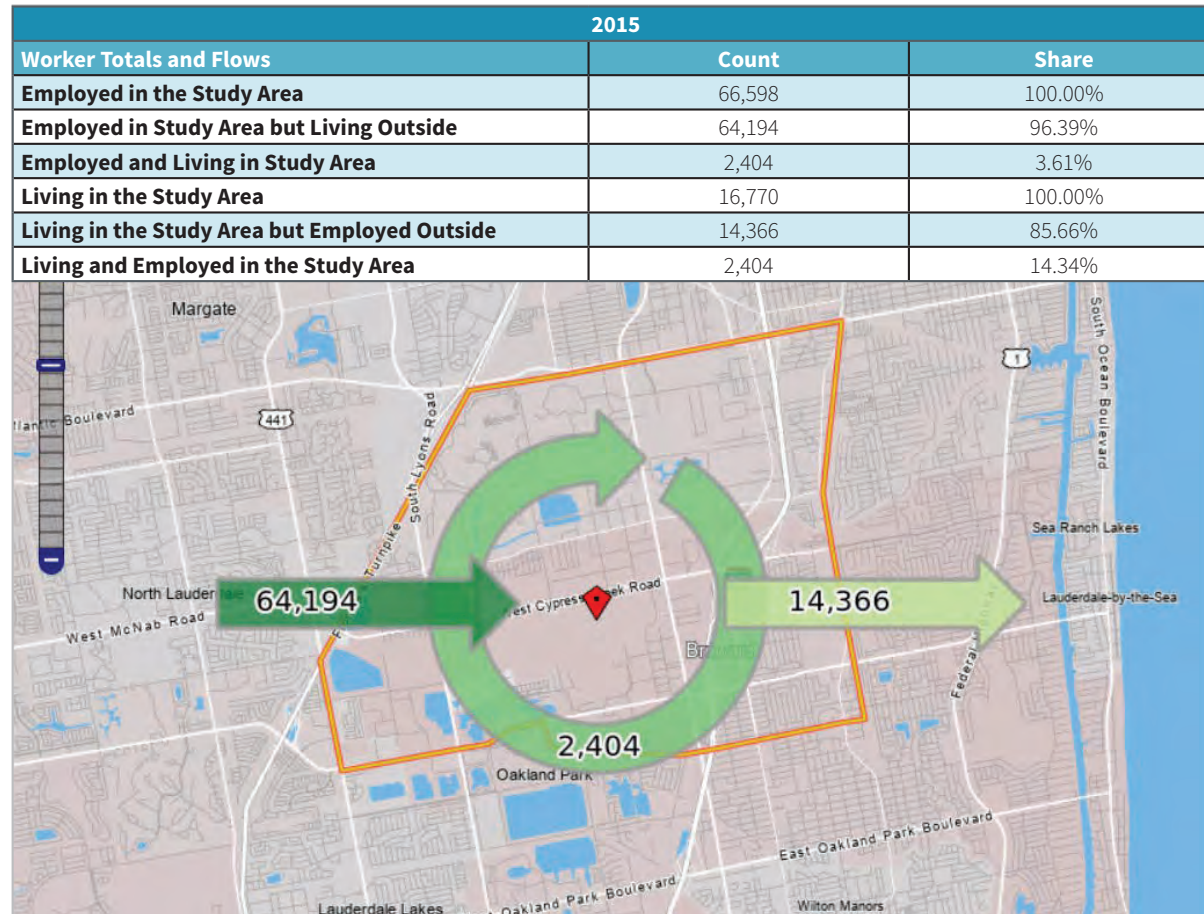 2015
Worker Totals and Flows Count Share
Employed in the Study Area 66,598 100.00%
Employed in Study Area but Living Outside 64,194 96.39%
Employed and Living in Study Area 2,404 3.61%
Living in the Study Area 16,770 100.00%
Living in the Study Area but Employed Outside 14,366 85.66%
Living and Employed in the Study Area 2,404 14.34%
Margate
South Ocean Boulevard
1
Boulevard
441
South Lyons Road
Sea Ranch Lakes
Turnpike
North
64,194
Creek Road
14,366
Lauderdale-by-the-Sea
West McNab Road
Federal
2,404
Oakland Park
East Oakland Park Boulevard
Oakland Park Boulevard
Lauderdale Lakes
Wilton Manors